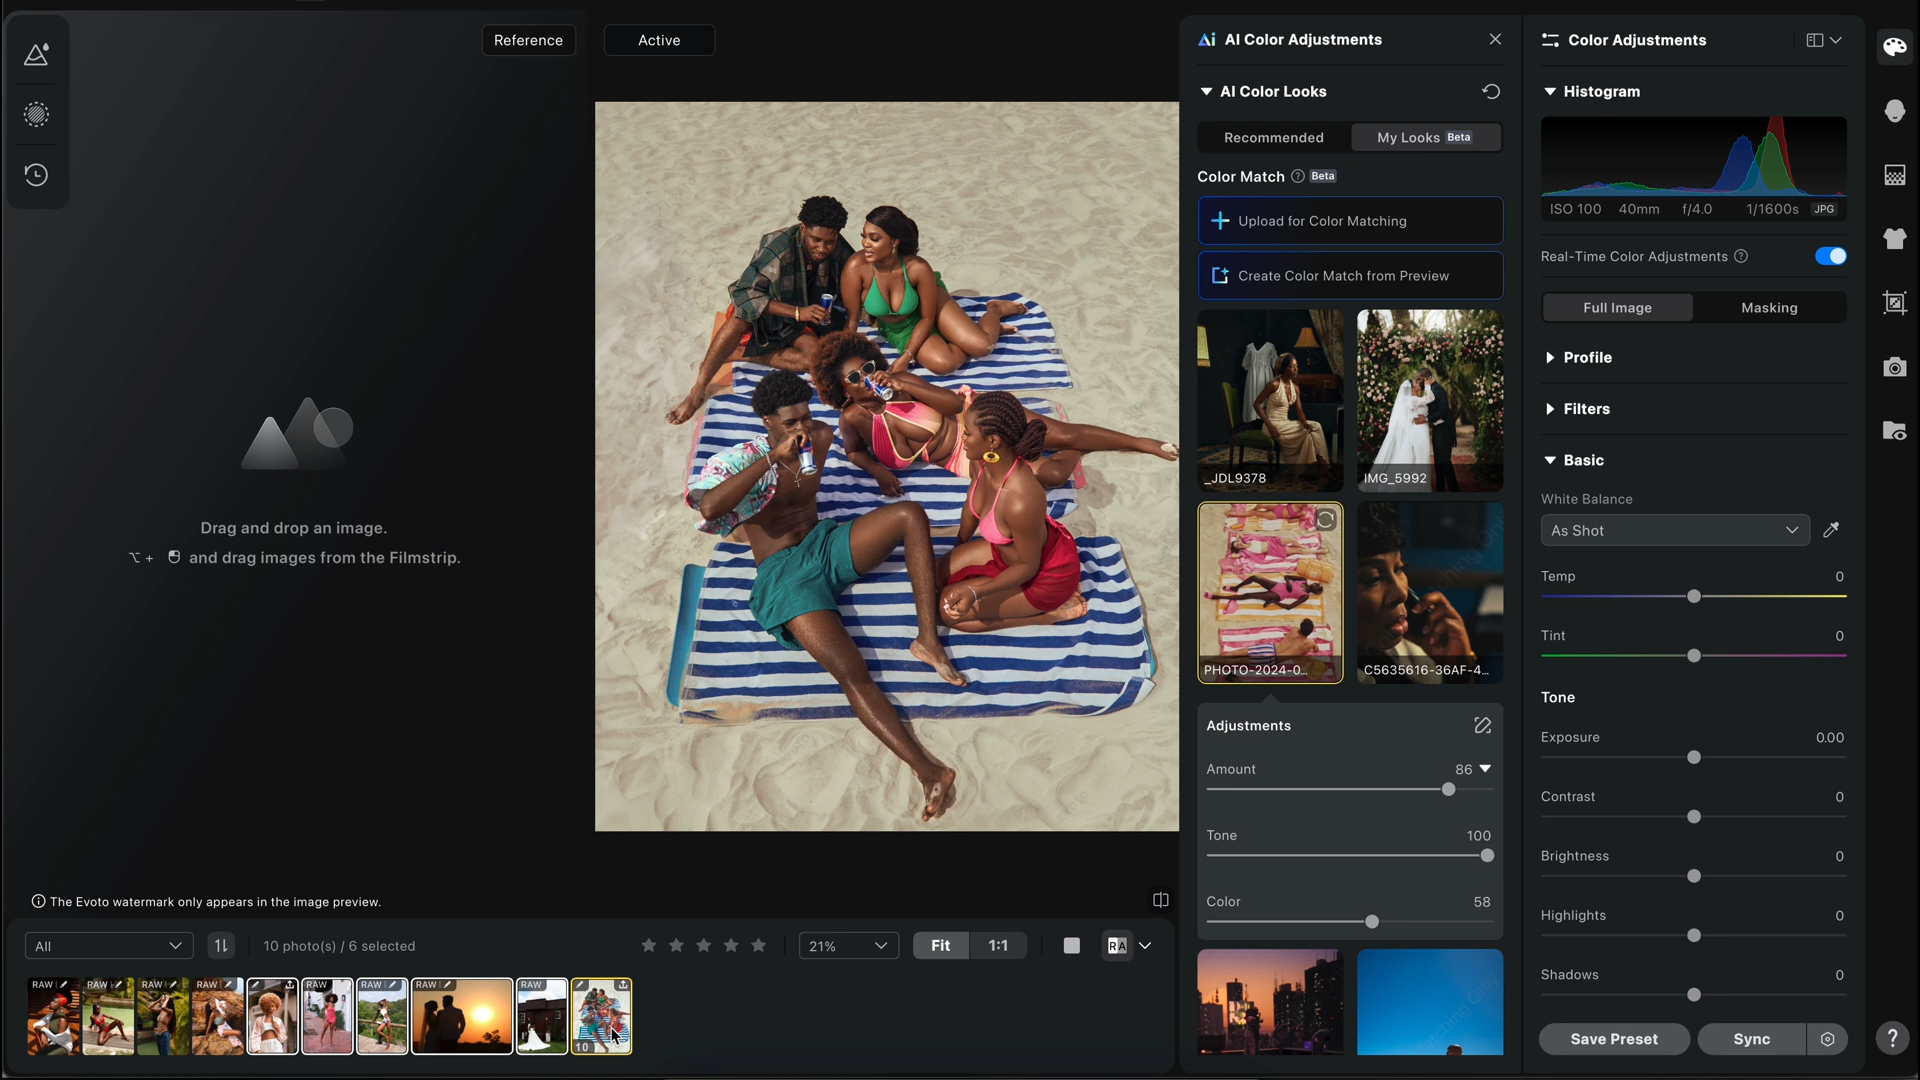 Reference
Active
AI Color Adjustments
Color Adjustments
AI Color Looks
Histogram
Recommended
My Looks Beta
Color Match ? Beta
Upload for Color Matching
Create Color Match from Preview
ISO 100 40mm f/4.0 1/1600s JPG
Real-Time Color Adjustments ?
Full Image
Masking
Profile
Filters
Basic
White Balance
As Shot
Temp 0
Tint 0
Tone
Exposure 0.00
Contrast 0
Brightness 0
Highlights 0
Shadows 0
Save Preset
Sync
?
_JDL9378
IMG_5992
PHOTO-2024-0...
C5635616-36AF-4...
Adjustments
Amount 86
Tone 100
Color 58
Drag and drop an image.
⌥ + and drag images from the Filmstrip.
The Evoto watermark only appears in the image preview.
All
10 photo(s) / 6 selected
21%
Fit
1:1
RA
RAW
RAW
RAW
RAW
RAW
RAW
RAW
RAW
10